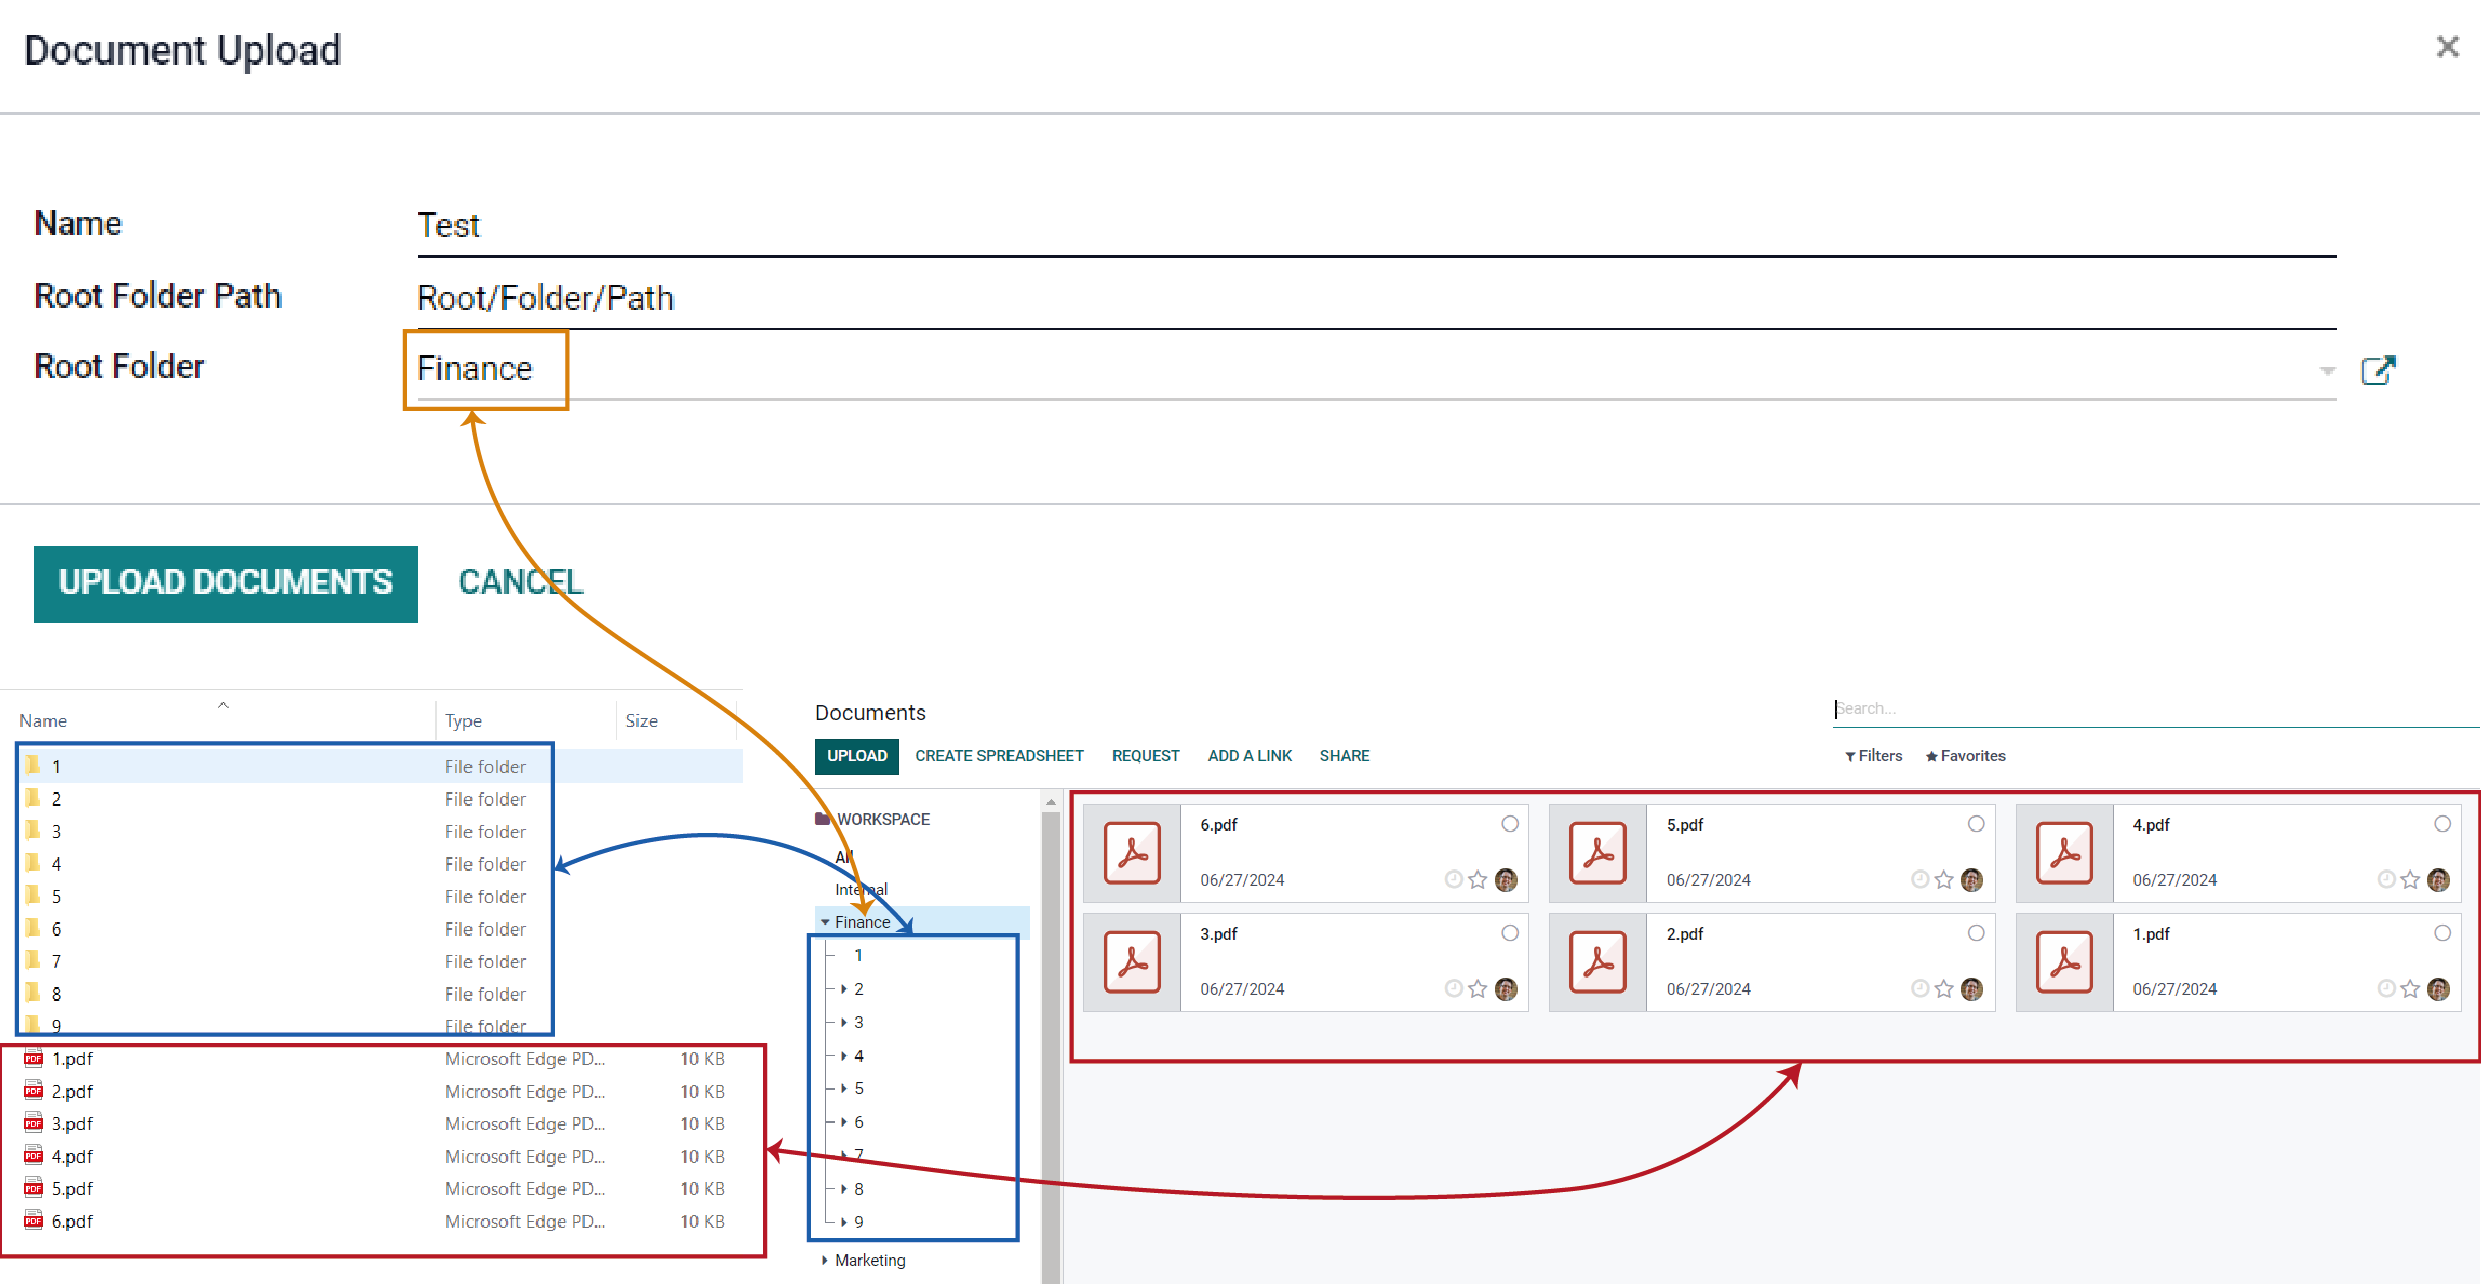 Document Upload
Name Test
Root Folder Path Root/Folder/Path
Root Folder Finance
UPLOAD DOCUMENTS CANCEL
Name Type Size
1 File folder
2 File folder
3 File folder
4 File folder
5 File folder
6 File folder
7 File folder
8 File folder
9 File folder
1.pdf Microsoft Edge PD... 10 KB
2.pdf Microsoft Edge PD... 10 KB
3.pdf Microsoft Edge PD... 10 KB
4.pdf Microsoft Edge PD... 10 KB
5.pdf Microsoft Edge PD... 10 KB
6.pdf Microsoft Edge PD... 10 KB
Documents
Search...
UPLOAD CREATE SPREADSHEET REQUEST ADD A LINK SHARE
Filters Favorites
WORKSPACE
All
Internal
Finance
1
2
3
4
5
6
7
8
9
Marketing
6.pdf 5.pdf 4.pdf
06/27/2024 06/27/2024 06/27/2024
3.pdf 2.pdf 1.pdf
06/27/2024 06/27/2024 06/27/2024